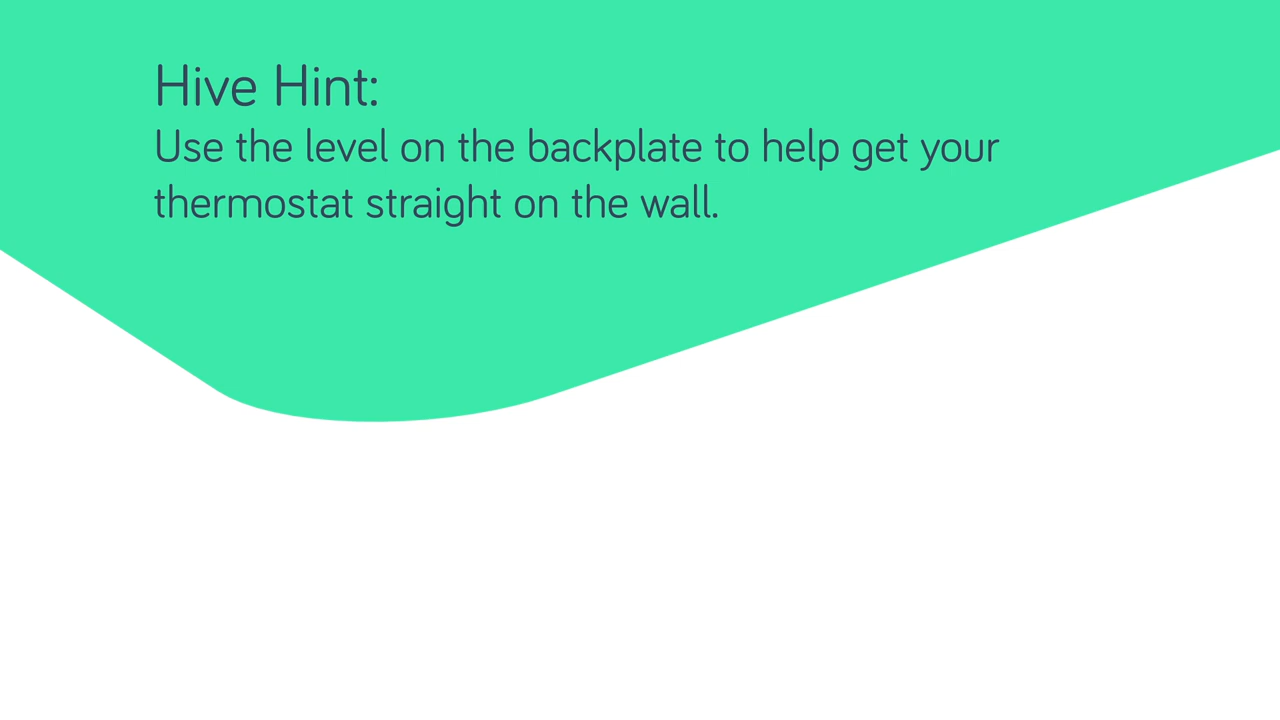 Hive Hint:
Use the level on the backplate to help get your
thermostat straight on the wall.